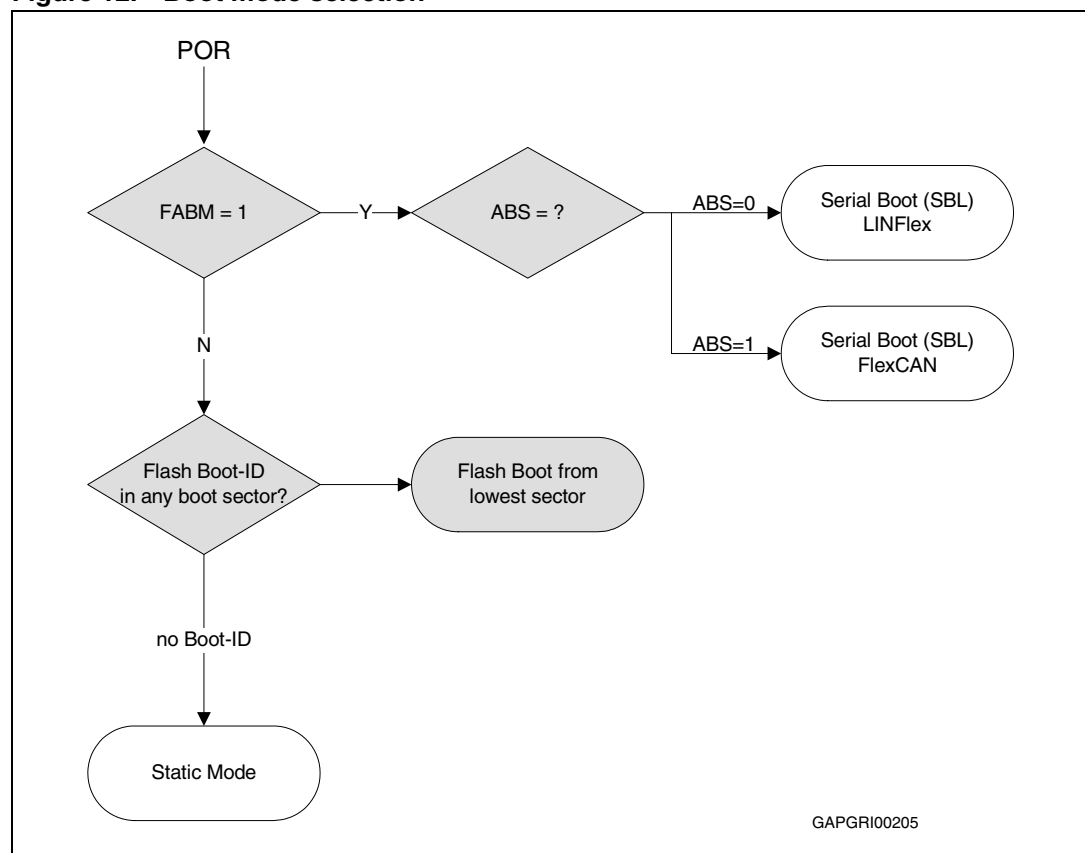 Figure 12. Boot mode selection
POR
FABM = 1
Y
ABS = ?
ABS=0
Serial Boot (SBL)
LINFlex
N
ABS=1
Serial Boot (SBL)
FlexCAN
Flash Boot-ID
in any boot sector?
Flash Boot from
lowest sector
no Boot-ID
Static Mode
GAPGRI00205